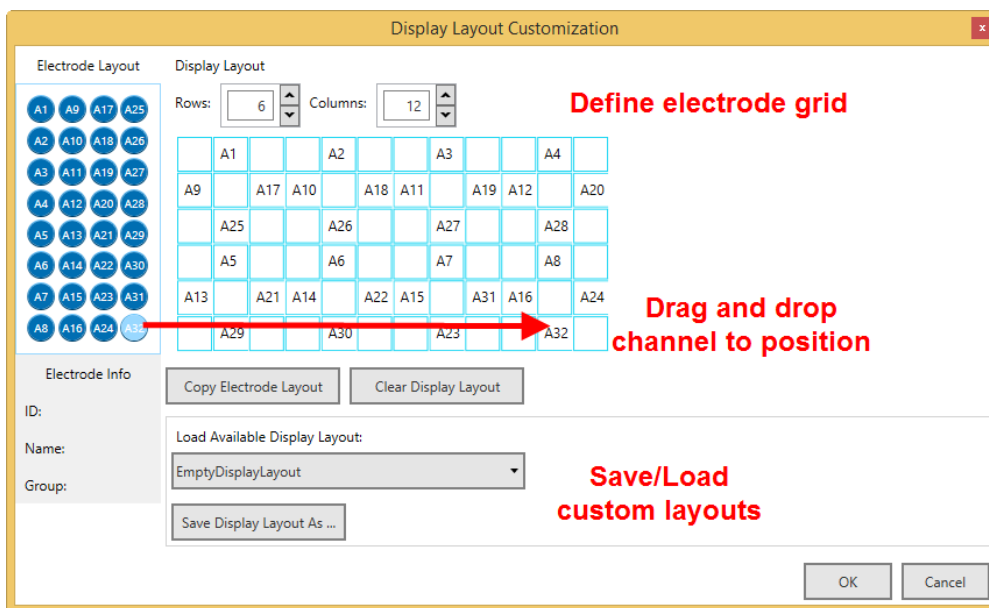 Display Layout Customization
x
Electrode Layout
A1 A9 A17 A25
A2 A10 A18 A26
A3 A11 A19 A27
A4 A12 A20 A28
A5 A13 A21 A29
A6 A14 A22 A30
A7 A15 A23 A31
A8 A16 A24 A32
Electrode Info
ID:
Name:
Group:
Display Layout
Rows: 6 Columns: 12
Define electrode grid
A1 A2 A3 A4
A9 A17 A10 A18 A11 A19 A12 A20
A25 A26 A27 A28
A5 A6 A7 A8
A13 A21 A14 A22 A15 A31 A16 A24
A29 A30 A23 A32
Drag and drop
channel to position
Copy Electrode Layout Clear Display Layout
Load Available Display Layout:
EmptyDisplayLayout
Save Display Layout As ...
Save/Load
custom layouts
OK Cancel